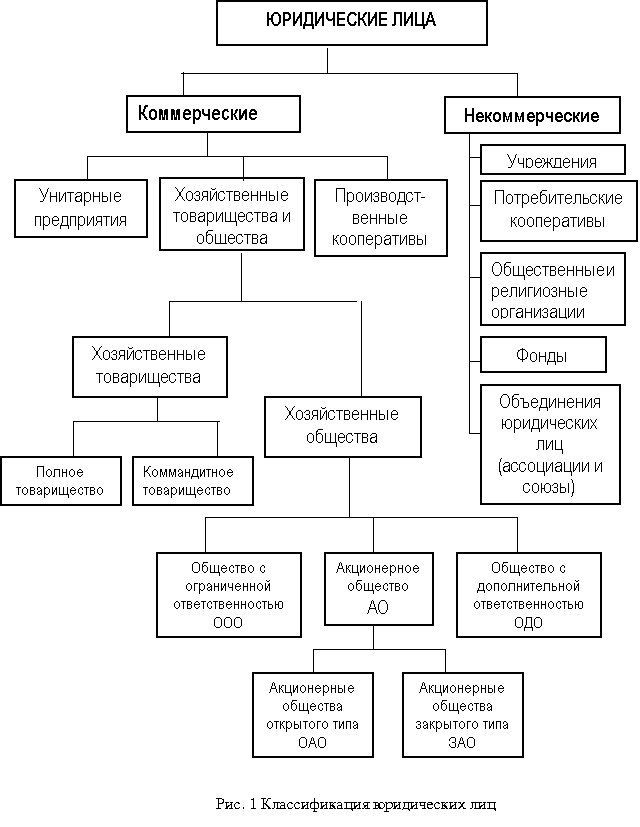 ЮРИДИЧЕСКИЕ ЛИЦА
Коммерческие
Некоммерческие
Унитарные
предприятия
Хозяйственные
товарищества и
общества
Производст-
венные
кооперативы
Учреждения
Потребительские
кооперативы
Общественные и
религиозные
организации
Фонды
Объединения
юридических
лиц
(ассоциации и
союзы)
Хозяйственные
товарищества
Хозяйственные
общества
Полное
товарищество
Коммандитное
товарищество
Общество с
ограниченной
ответственностью
ООО
Акционерное
общество
АО
Общество с
дополнительной
ответственностью
ОДО
Акционерные
общества
открытого типа
ОАО
Акционерные
общества
закрытого типа
ЗАО
Рис. 1 Классификация юридических лиц